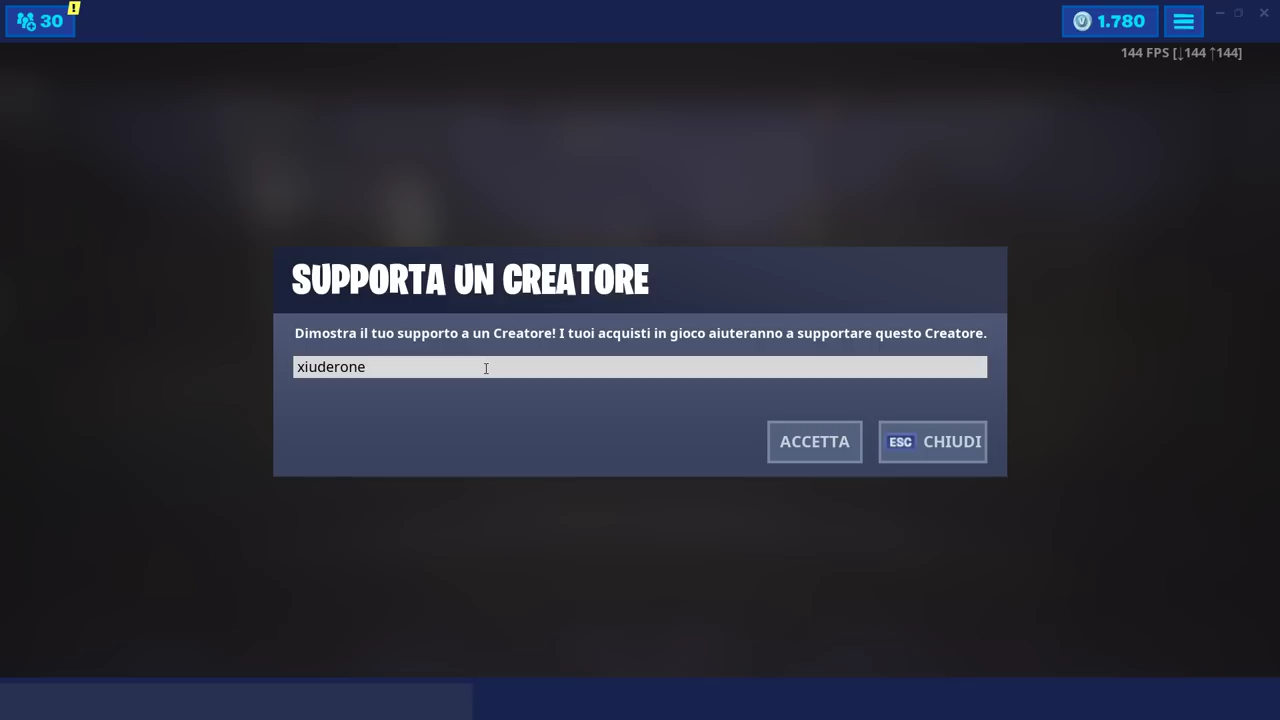 30
!
1.780
144 FPS [↓144 ↑144]
SUPPORTA UN CREATORE
Dimostra il tuo supporto a un Creatore! I tuoi acquisti in gioco aiuteranno a supportare questo Creatore.
xiuderone
ACCETTA
ESC CHIUDI